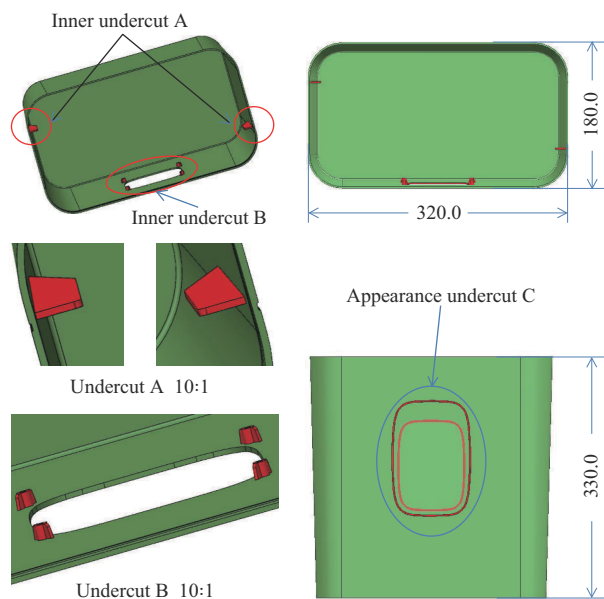 Inner undercut A
Inner undercut B
180.0
320.0
Undercut A 10:1
Appearance undercut C
330.0
Undercut B 10:1